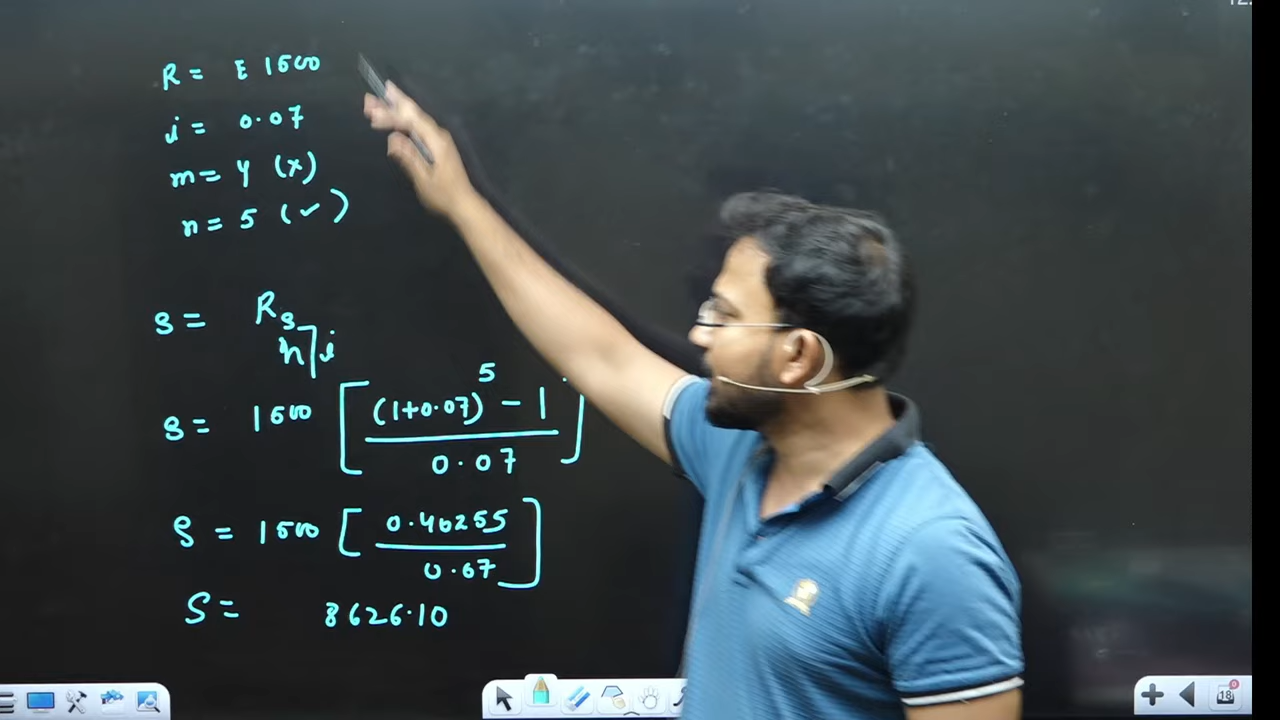 R = £ 1500
i = 0.07
m = 4 (x)
n = 5 (✓)
S = R s n̅| i
S = 1500 [ (1+0.07)^5 - 1 / 0.07 ]
S = 1500 [ 0.40255 / 0.07 ]
S = 8626.10
18